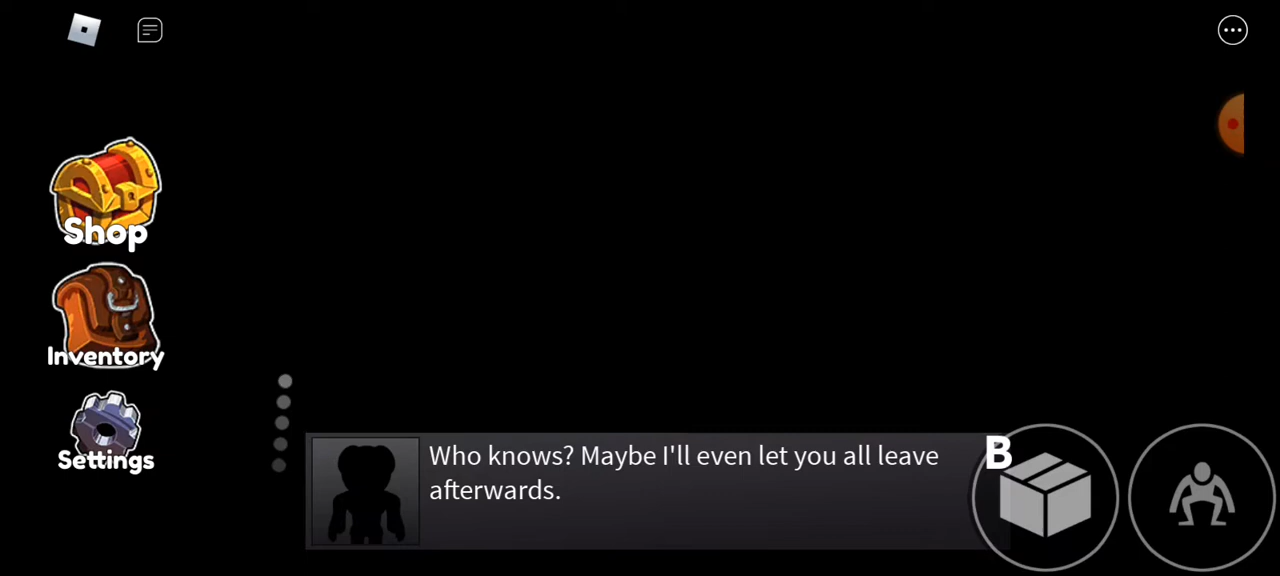 Shop
Inventory
Settings
Who knows? Maybe I'll even let you all leave
afterwards.
B